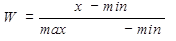 W = x − min
max − min